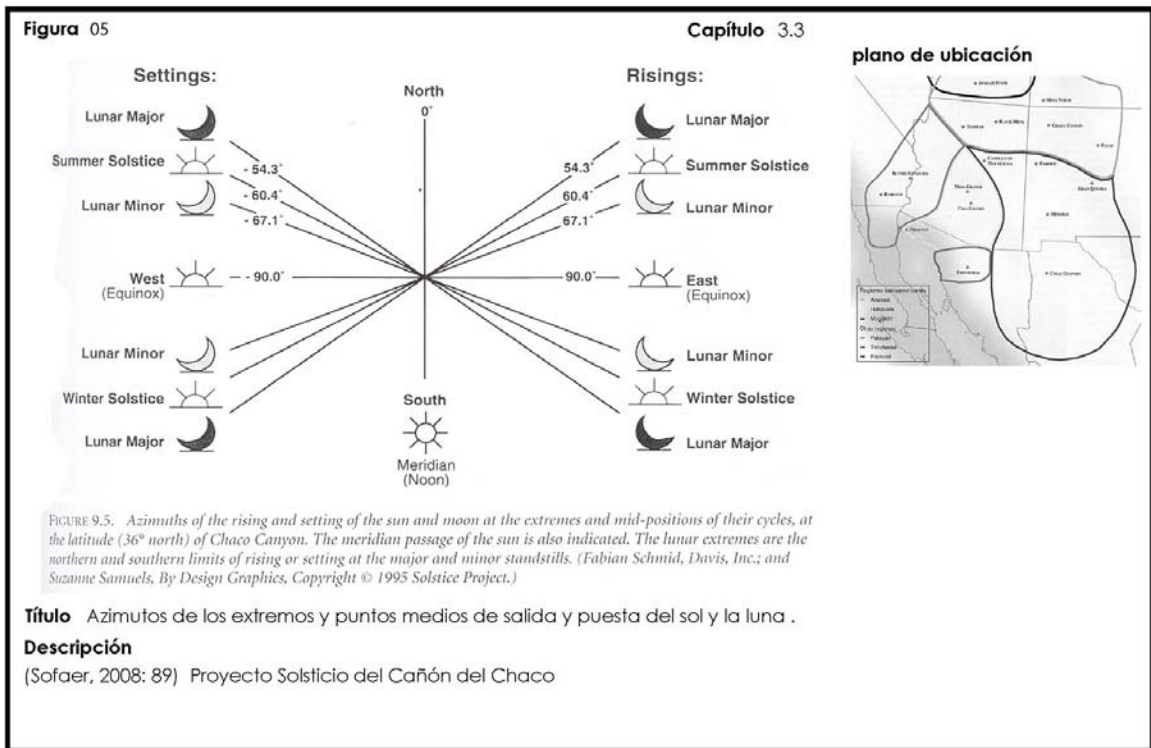 Figura 05
Capítulo 3.3
plano de ubicación
Settings:
Risings:
North
0°
Lunar Major
Summer Solstice
Lunar Minor
- 54.3°
- 60.4°
- 67.1°
54.3°
60.4°
67.1°
Lunar Major
Summer Solstice
Lunar Minor
West
(Equinox)
- 90.0°
90.0°
East
(Equinox)
Lunar Minor
Winter Solstice
Lunar Major
South
Meridian
(Noon)
Lunar Minor
Winter Solstice
Lunar Major
FIGURE 9.5. Azimuths of the rising and setting of the sun and moon at the extremes and mid-positions of their cycles, at
the latitude (36° north) of Chaco Canyon. The meridian passage of the sun is also indicated. The lunar extremes are the
northern and southern limits of rising or setting at the major and minor standstills. (Fabian Schmid, Davis, Inc.; and
Suzanne Samuels, By Design Graphics, Copyright © 1995 Solstice Project.)
Título Azimutos de los extremos y puntos medios de salida y puesta del sol y la luna .
Descripción
(Sofaer, 2008: 89) Proyecto Solsticio del Cañón del Chaco